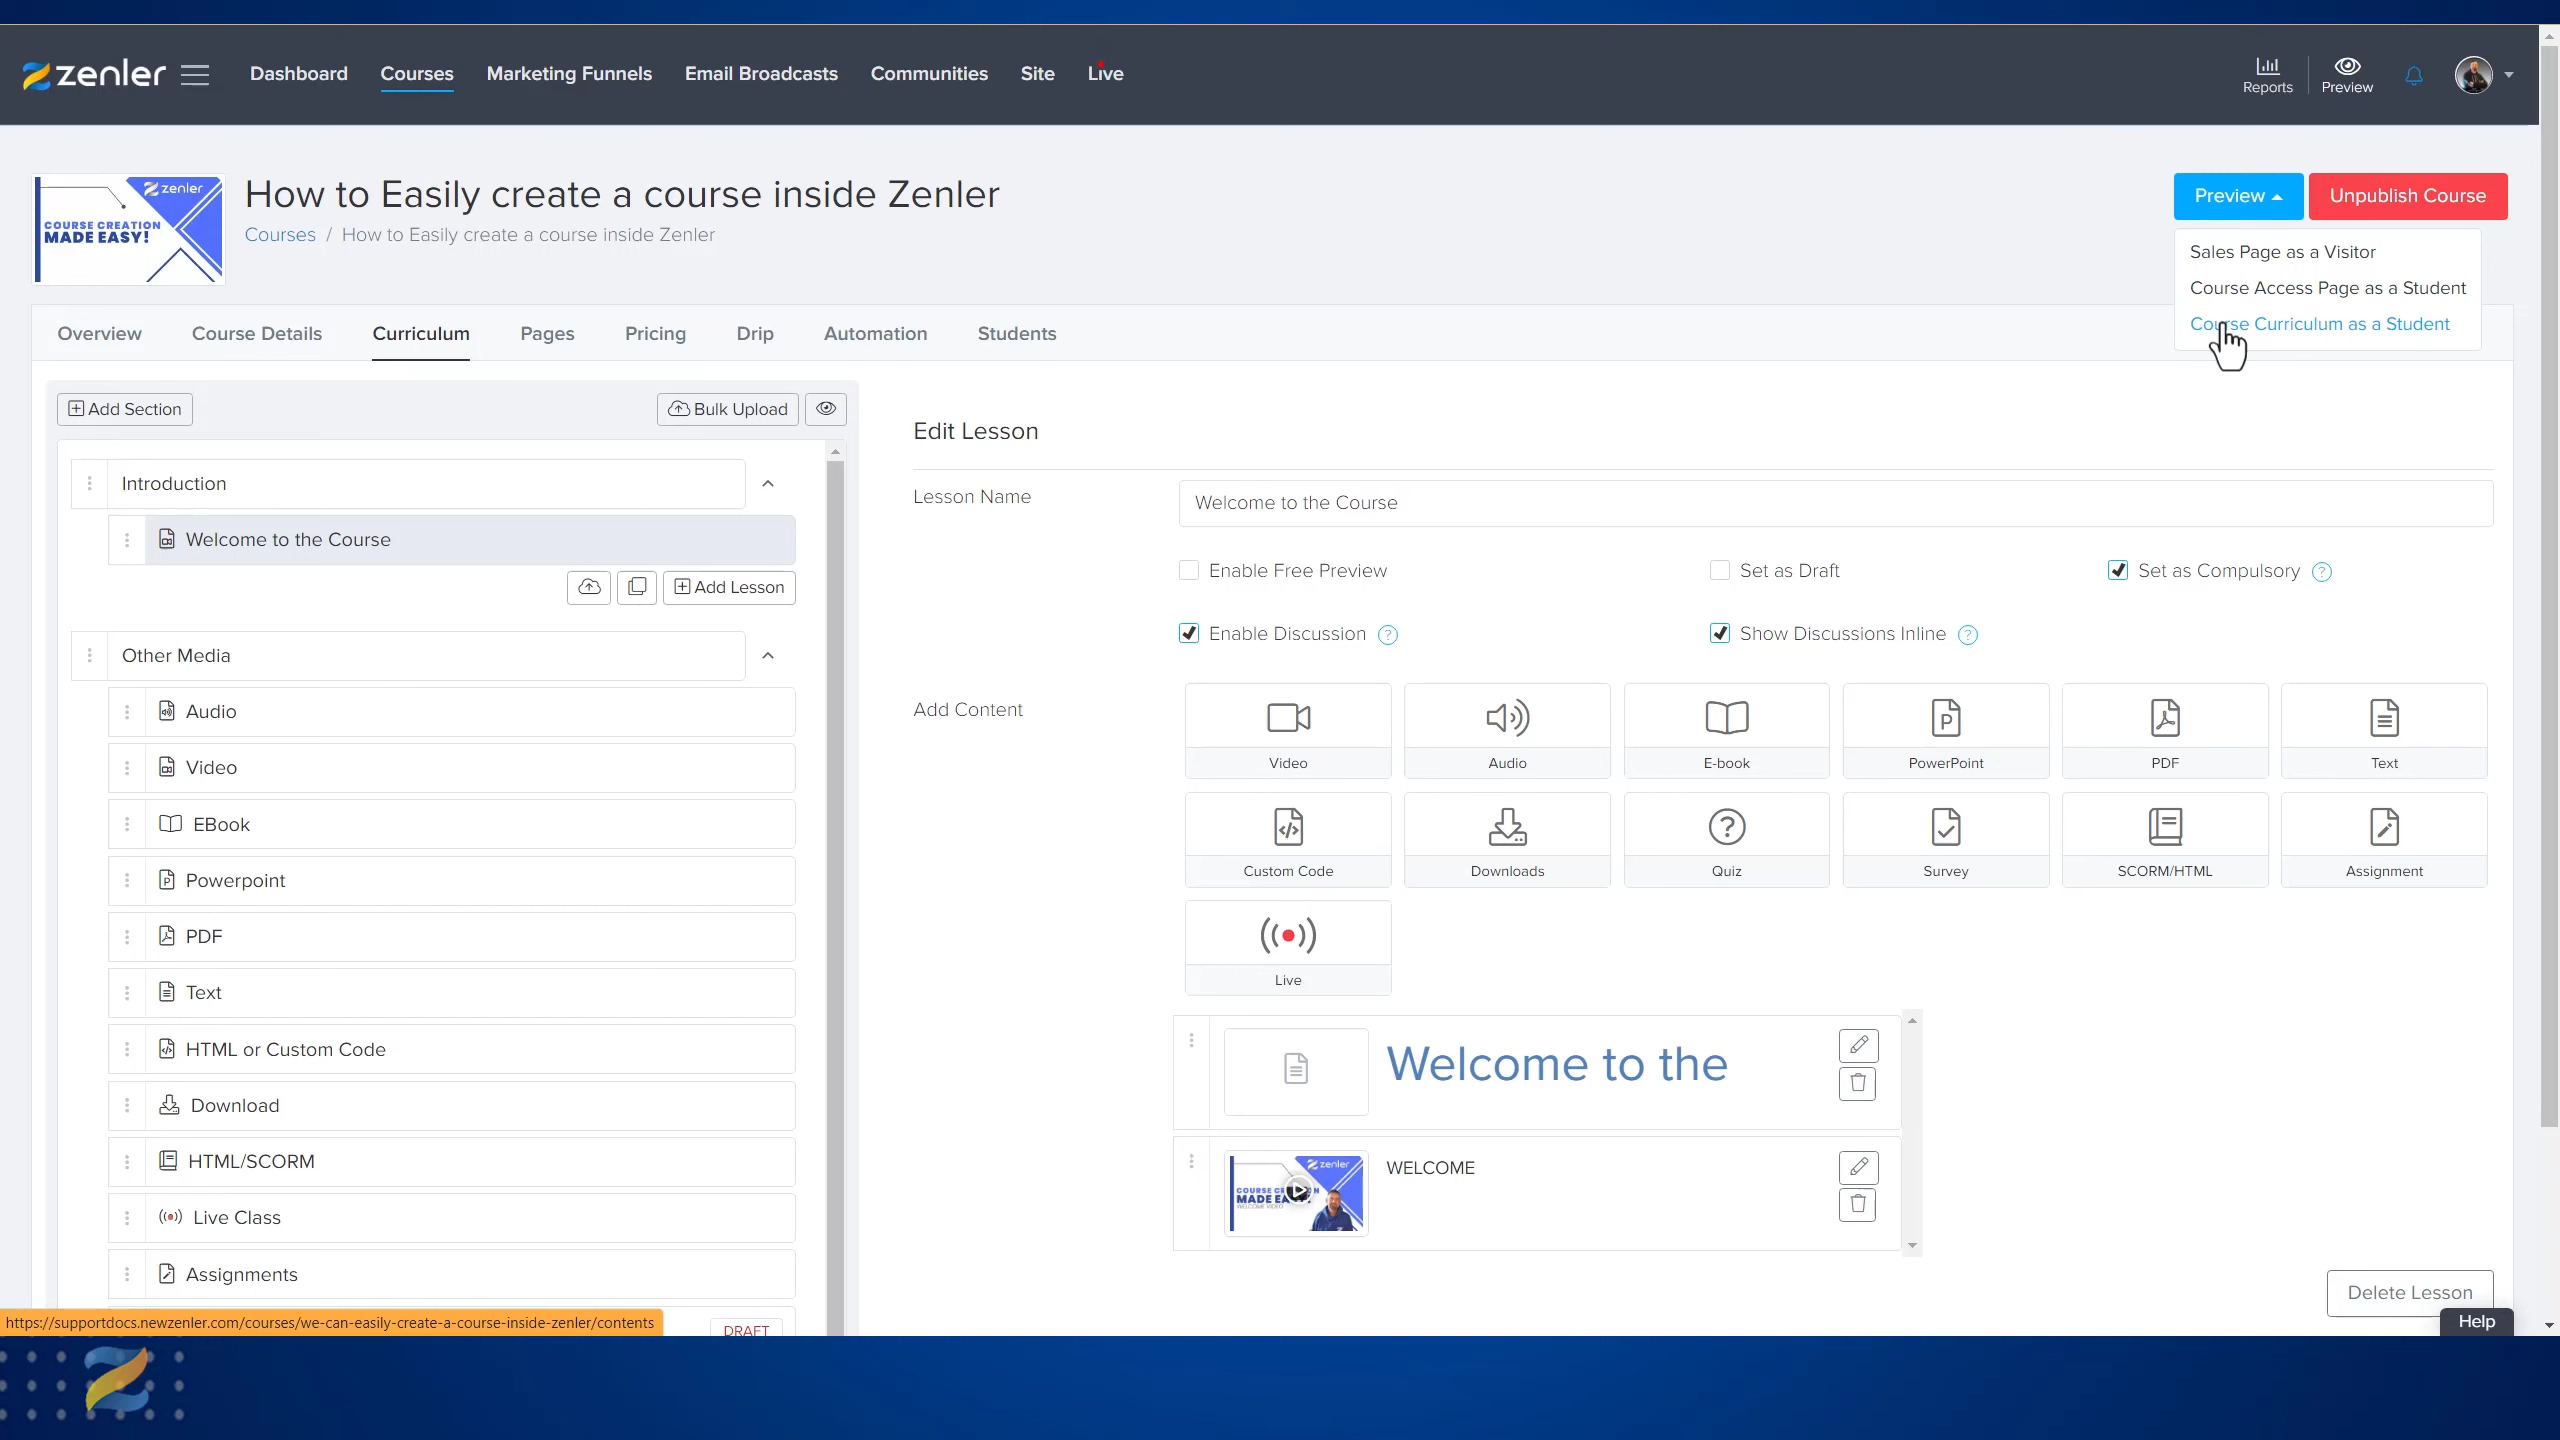 zenler
Dashboard
Courses
Marketing Funnels
Email Broadcasts
Communities
Site
Live
Reports
Preview
zenler
COURSE CREATION
MADE EASY!
How to Easily create a course inside Zenler
Courses / How to Easily create a course inside Zenler
Preview
Unpublish Course
Sales Page as a Visitor
Course Access Page as a Student
Course Curriculum as a Student
Overview
Course Details
Curriculum
Pages
Pricing
Drip
Automation
Students
Add Section
Bulk Upload
Introduction
Welcome to the Course
Add Lesson
Other Media
Audio
Video
EBook
Powerpoint
PDF
Text
HTML or Custom Code
Download
HTML/SCORM
Live Class
Assignments
DRAFT
Edit Lesson
Lesson Name
Welcome to the Course
Enable Free Preview
Set as Draft
Set as Compulsory
Enable Discussion
Show Discussions Inline
Add Content
Video
Audio
E-book
PowerPoint
PDF
Text
Custom Code
Downloads
Quiz
Survey
SCORM/HTML
Assignment
Live
Welcome to the
zenler
WELCOME VIDEO
WELCOME
Delete Lesson
Help
https://supportdocs.newzenler.com/courses/we-can-easily-create-a-course-inside-zenler/contents